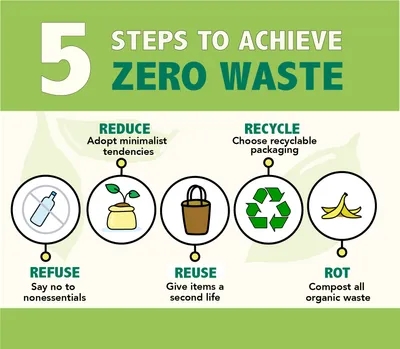 5 STEPS TO ACHIEVE
ZERO WASTE
REDUCE
Adopt minimalist
tendencies
RECYCLE
Choose recyclable
packaging
REFUSE
Say no to
nonessentials
REUSE
Give items a
second life
ROT
Compost all
organic waste